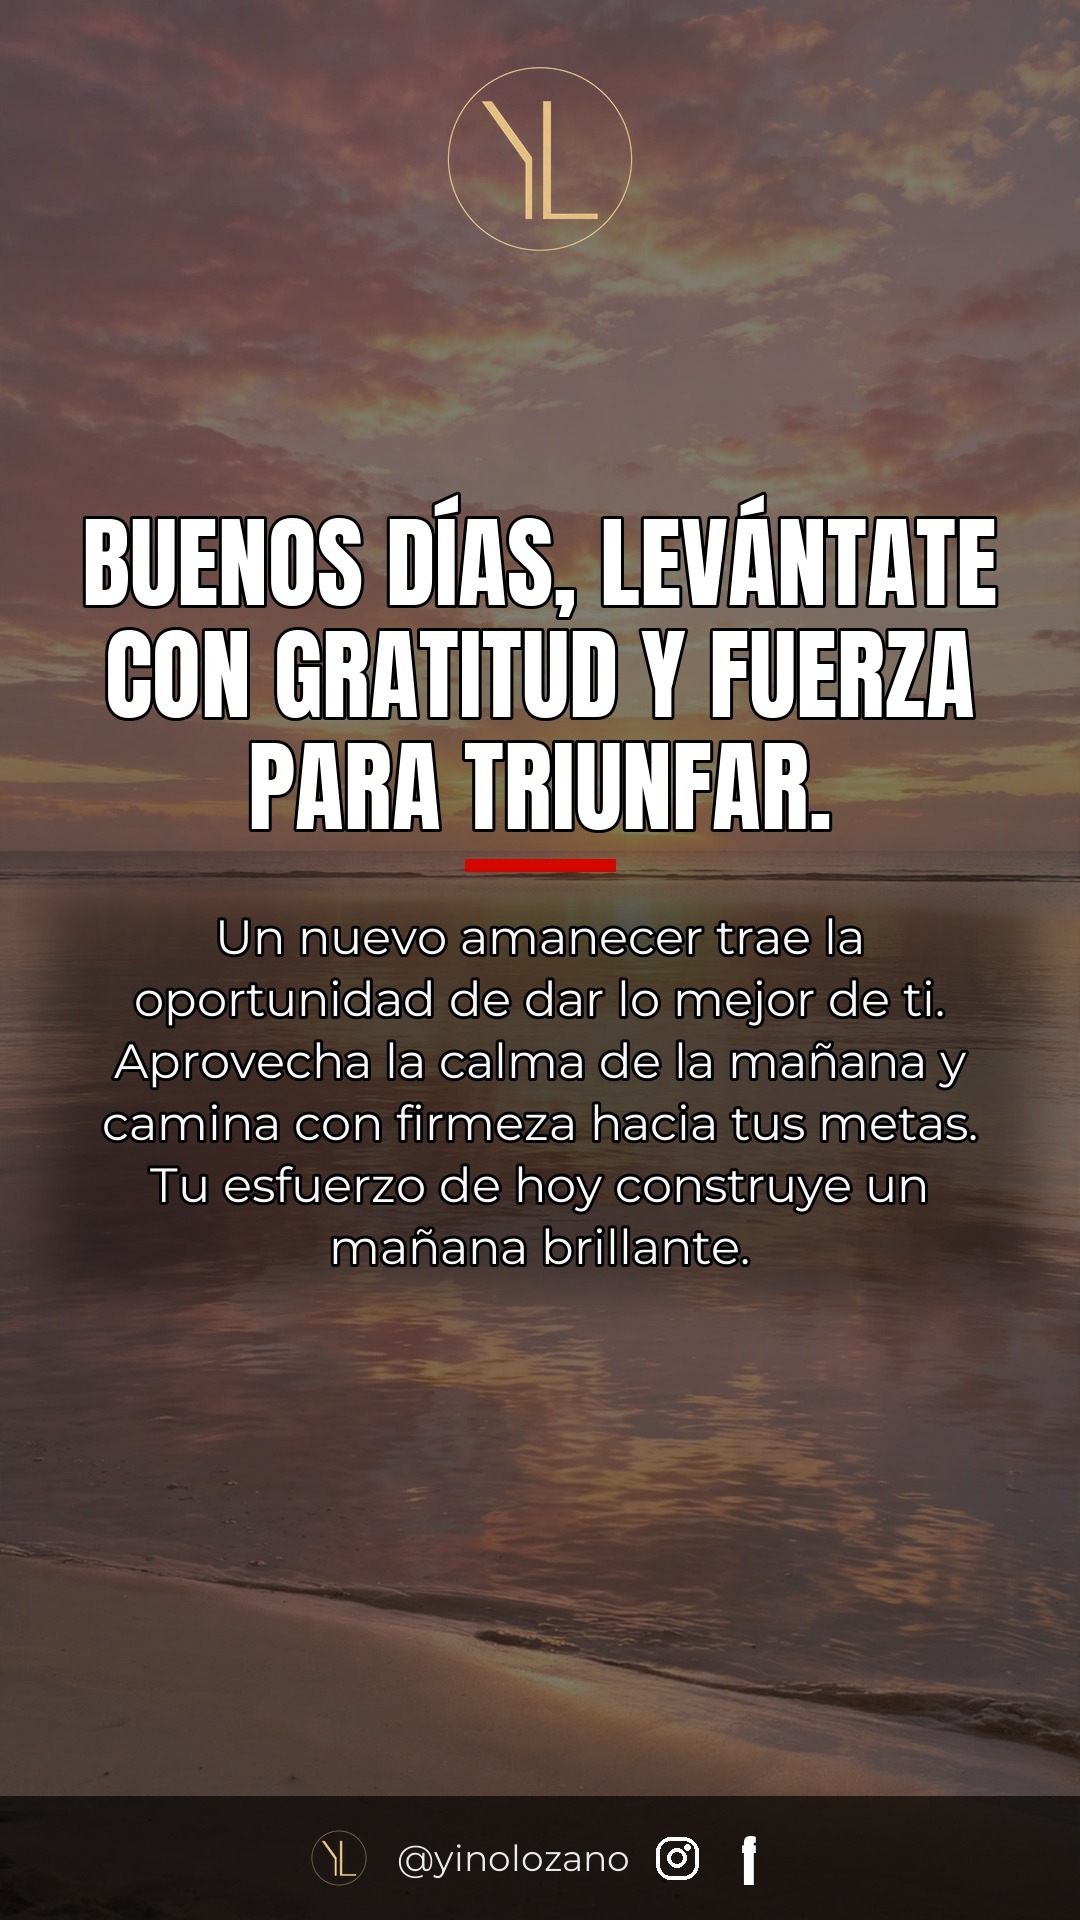 YL
BUENOS DÍAS, LEVÁNTATE
CON GRATITUD Y FUERZA
PARA TRIUNFAR.
Un nuevo amanecer trae la
oportunidad de dar lo mejor de ti.
Aprovecha la calma de la mañana y
camina con firmeza hacia tus metas.
Tu esfuerzo de hoy construye un
mañana brillante.
YL @yinolozano f